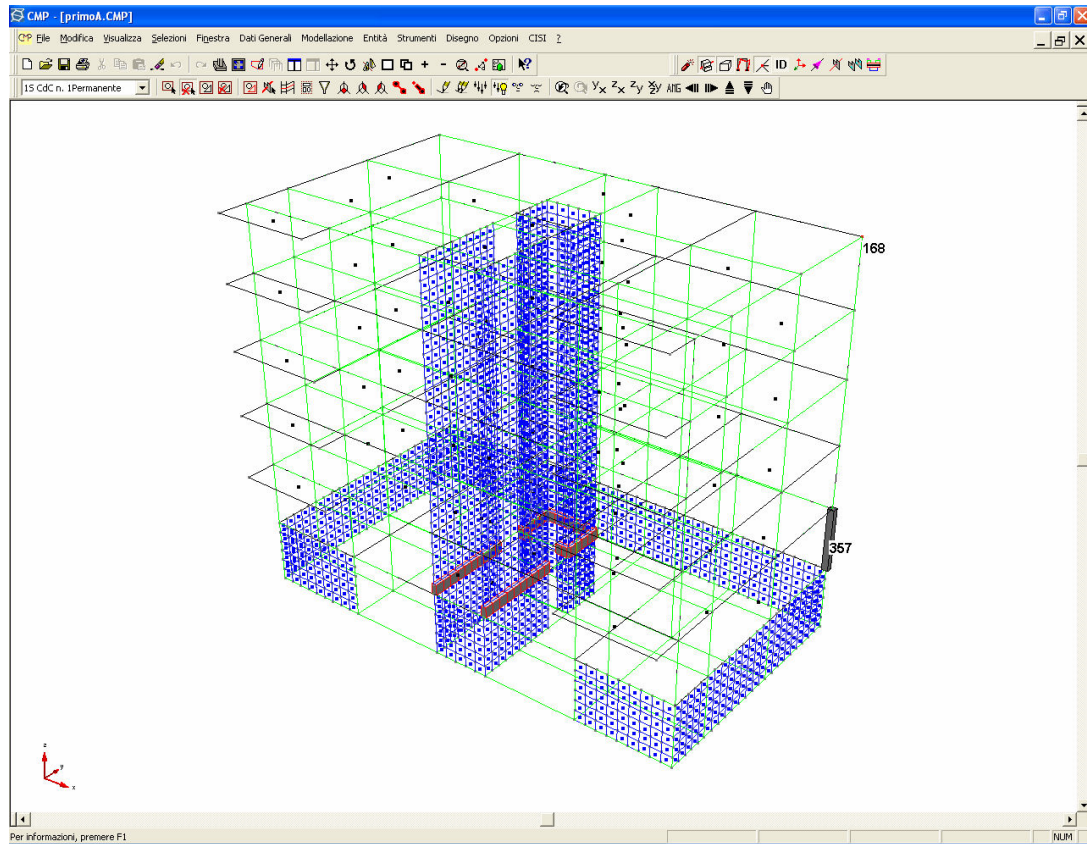 CMP - [primoA.CMP]
CMP File Modifica Visualizza Selezioni Finestra Dati Generali Modellazione Entità Strumenti Disegno Opzioni CISI ?
ID
1S CdC n. 1Permanente
Yx Zx Zy ANG
168
357
z
y
x
Per informazioni, premere F1
NUM